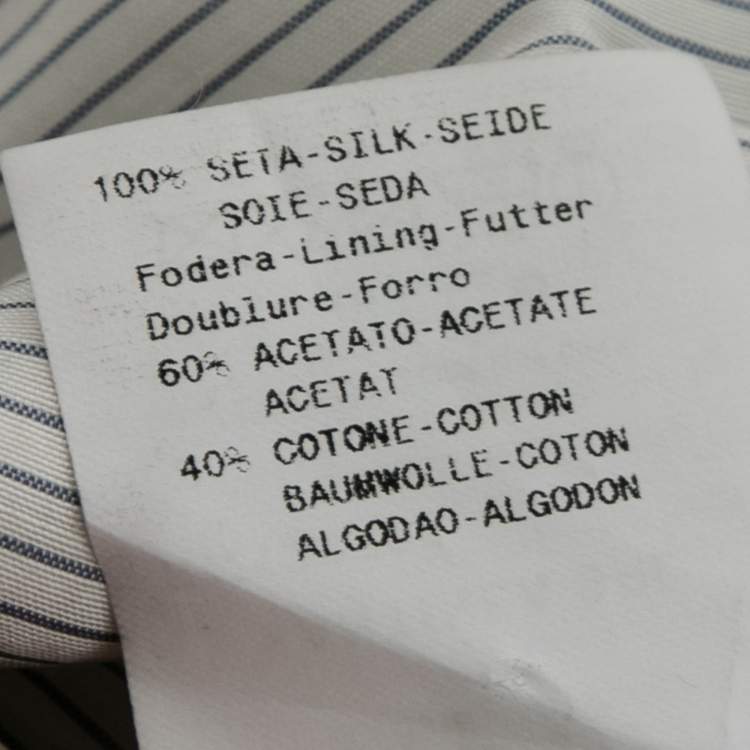 100% SETA-SILK-SEIDE
SOIE-SEDA
Fodera-Lining-Futter
Doublure-Forro
60% ACETATO-ACETATE
ACETAT
40% COTONE-COTTON
BAUMWOLLE-COTON
ALGODAO-ALGODON